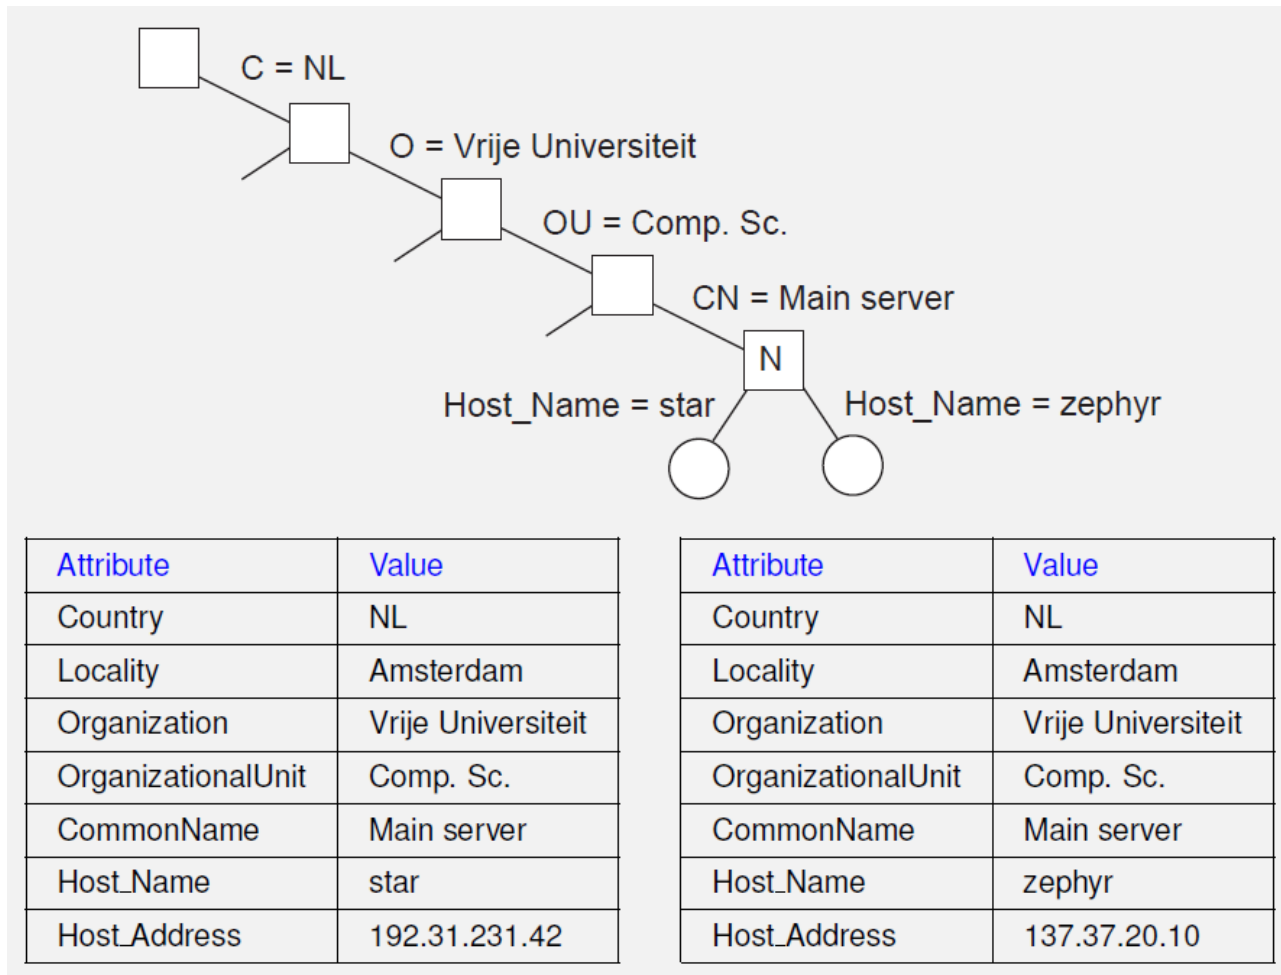 C = NL
O = Vrije Universiteit
OU = Comp. Sc.
CN = Main server
N
Host_Name = star
Host_Name = zephyr
Attribute Value
Country NL
Locality Amsterdam
Organization Vrije Universiteit
OrganizationalUnit Comp. Sc.
CommonName Main server
Host_Name star
Host_Address 192.31.231.42
Attribute Value
Country NL
Locality Amsterdam
Organization Vrije Universiteit
OrganizationalUnit Comp. Sc.
CommonName Main server
Host_Name zephyr
Host_Address 137.37.20.10